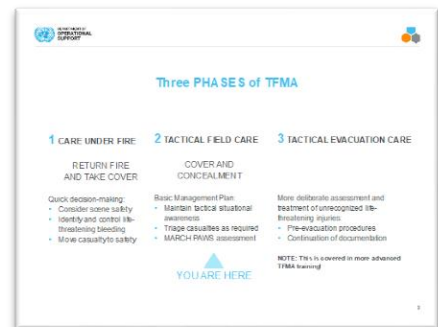 DEPARTMENT OF
OPERATIONAL
SUPPORT
Three PHASES of TFMA
1 CARE UNDER FIRE
RETURN FIRE
AND TAKE COVER
Quick decision-making:
• Consider scene safety
• Identify and control life-
threatening bleeding
• Move casualty to safety
2 TACTICAL FIELD CARE
COVER AND
CONCEALMENT
Basic Management Plan:
• Maintain tactical situational
awareness
• Triage casualties as required
• MARCH PAWS assessment
YOU ARE HERE
3 TACTICAL EVACUATION CARE
More deliberate assessment and
treatment of unrecognized life-
threatening injuries
• Pre-evacuation procedures
• Continuation of documentation
NOTE: This is covered in more advanced
TFMA training!